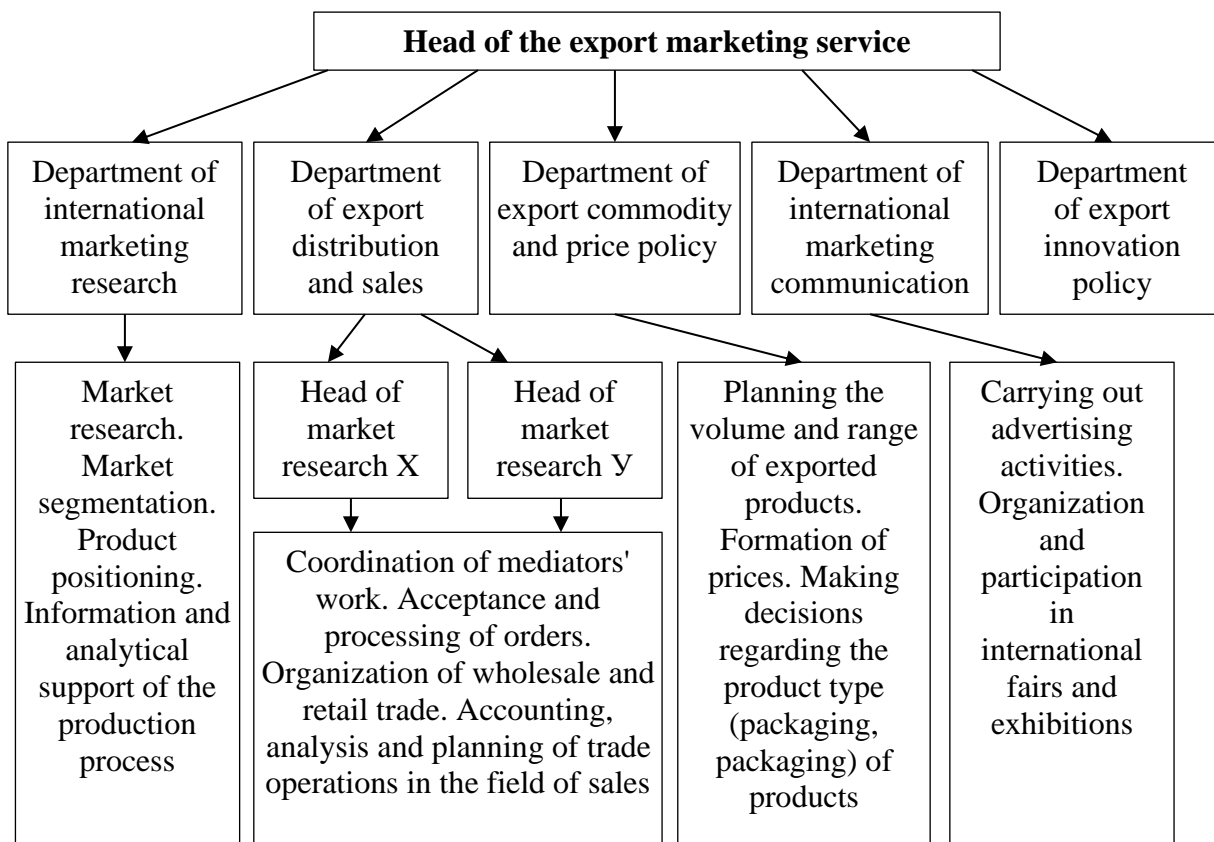 Head of the export marketing service
Department of
international
marketing
research
Department
of export
distribution
and sales
Department of
export commodity
and price policy
Department of
international
marketing
communication
Department
of export
innovation
policy
Market
research.
Market
segmentation.
Product
positioning.
Information and
analytical
support of the
production
process
Head of
market
research X
Head of
market
research У
Coordination of mediators'
work. Acceptance and
processing of orders.
Organization of wholesale and
retail trade. Accounting,
analysis and planning of trade
operations in the field of sales
Planning the
volume and range
of exported
products.
Formation of
prices. Making
decisions
regarding the
product type
(packaging,
packaging) of
products
Carrying out
advertising
activities.
Organization
and
participation
in
international
fairs and
exhibitions